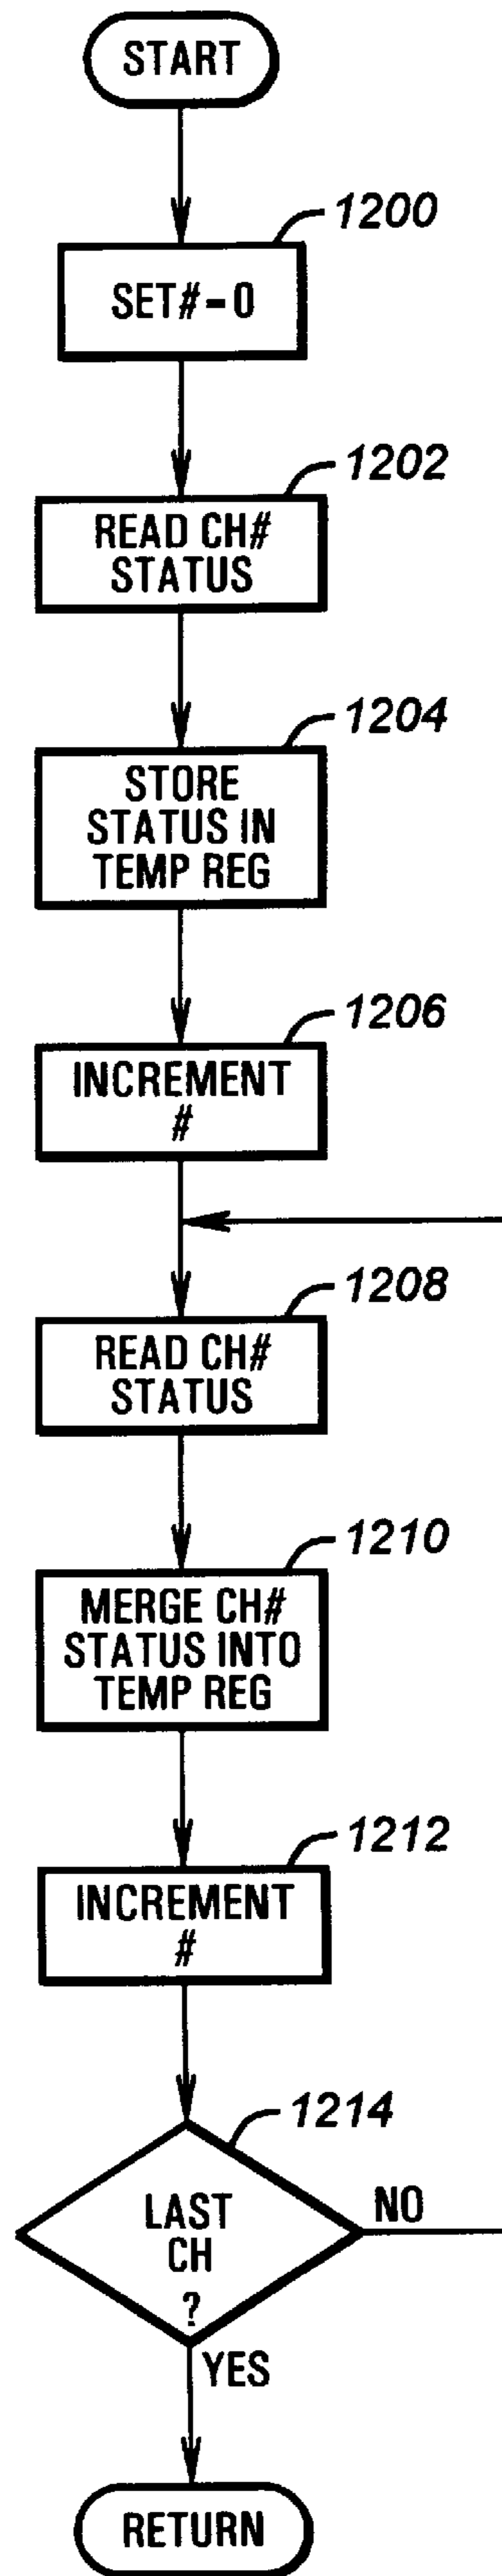 START
1200
SET#-0
1202
READ CH#
STATUS
1204
STORE
STATUS IN
TEMP REG
1206
INCREMENT
#
1208
READ CH#
STATUS
1210
MERGE CH#
STATUS INTO
TEMP REG
1212
INCREMENT
#
1214
LAST
CH
?
NO
YES
RETURN